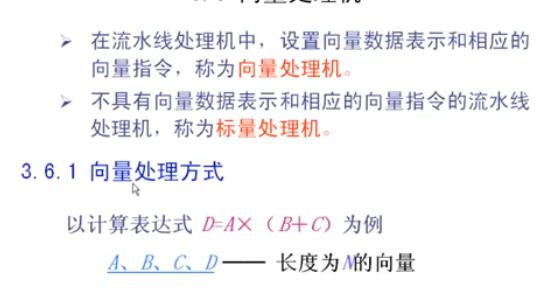 ➢ 在流水线处理机中，设置向量数据表示和相应的
向量指令，称为向量处理机。
➢ 不具有向量数据表示和相应的向量指令的流水线
处理机，称为标量处理机。
3.6.1 向量处理方式
以计算表达式 D=A×（B+C）为例
A、B、C、D —— 长度为N的向量